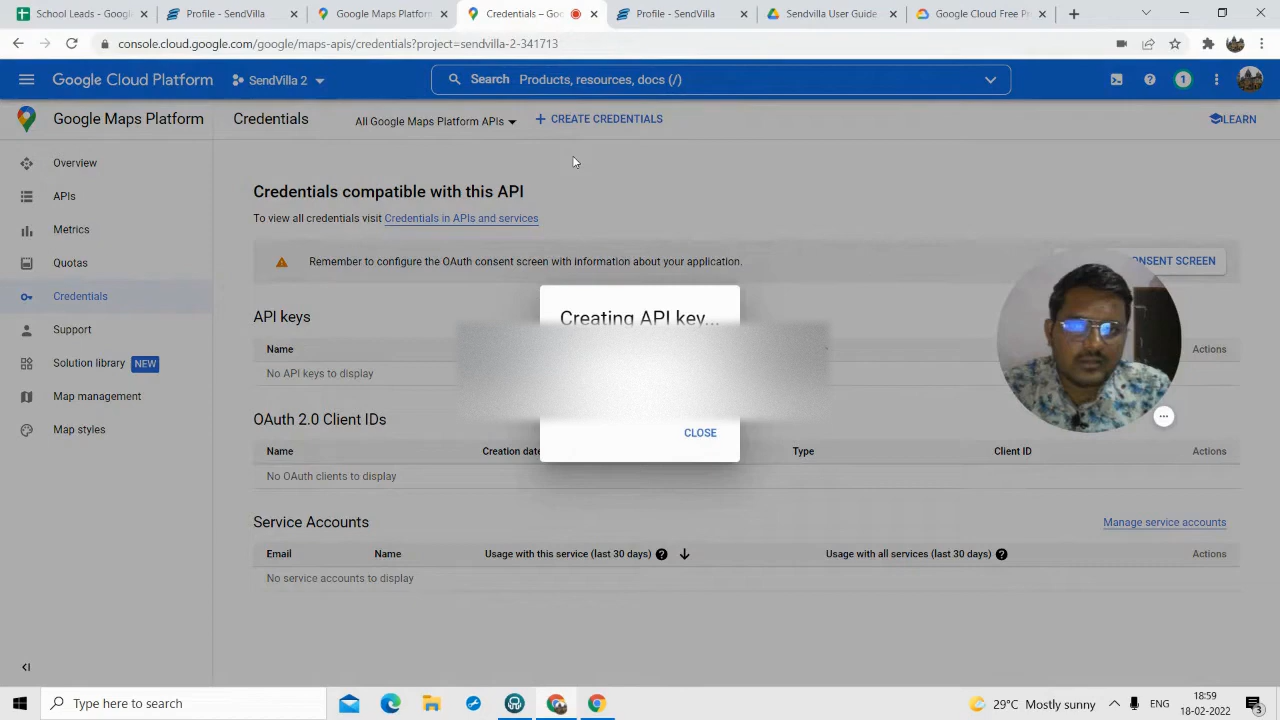 School Leads - Goog
Profile - SendVilla
Google Maps Platform
Credentials – Goo
Profile - SendVilla
Sendvilla User Guide
Google Cloud Free P
console.cloud.google.com/google/maps-apis/credentials?project=sendvilla-2-341713
Google Cloud Platform
SendVilla 2
Search Products, resources, docs (/)
1
Google Maps Platform
Credentials
All Google Maps Platform APIs
+ CREATE CREDENTIALS
LEARN
Overview
APIs
Metrics
Quotas
Credentials
Support
Solution library NEW
Map management
Map styles
Credentials compatible with this API
To view all credentials visit Credentials in APIs and services
Remember to configure the OAuth consent screen with information about your application.
ONSENT SCREEN
API keys
Name
Actions
No API keys to display
Creating API key...
CLOSE
OAuth 2.0 Client IDs
Name
Creation date
Type
Client ID
Actions
No OAuth clients to display
Service Accounts
Manage service accounts
Email
Name
Usage with this service (last 30 days)
Usage with all services (last 30 days)
Actions
No service accounts to display
Type here to search
29°C Mostly sunny
ENG
18:59
18-02-2022
3